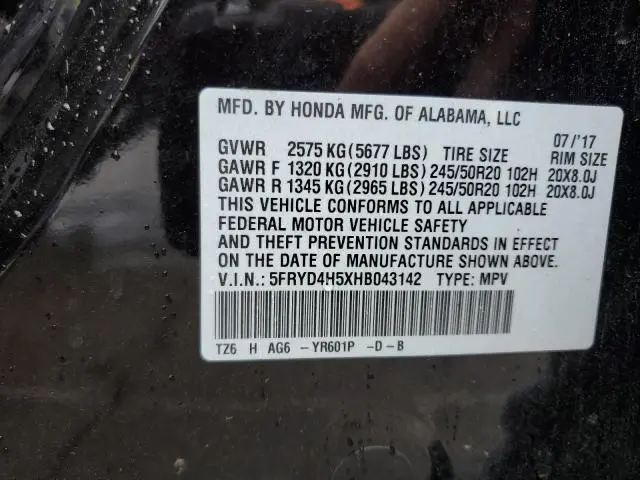 MFD. BY HONDA MFG. OF ALABAMA, LLC
07/'17
GVWR 2575 KG (5677 LBS) TIRE SIZE RIM SIZE
GAWR F 1320 KG (2910 LBS) 245/50R20 102H 20X8.0J
GAWR R 1345 KG (2965 LBS) 245/50R20 102H 20X8.0J
THIS VEHICLE CONFORMS TO ALL APPLICABLE
FEDERAL MOTOR VEHICLE SAFETY
AND THEFT PREVENTION STANDARDS IN EFFECT
ON THE DATE OF MANUFACTURE SHOWN ABOVE.
V.I.N.: 5FRYD4H5XHB043142 TYPE: MPV
TZ6 H AG6 -YR601P -D-B